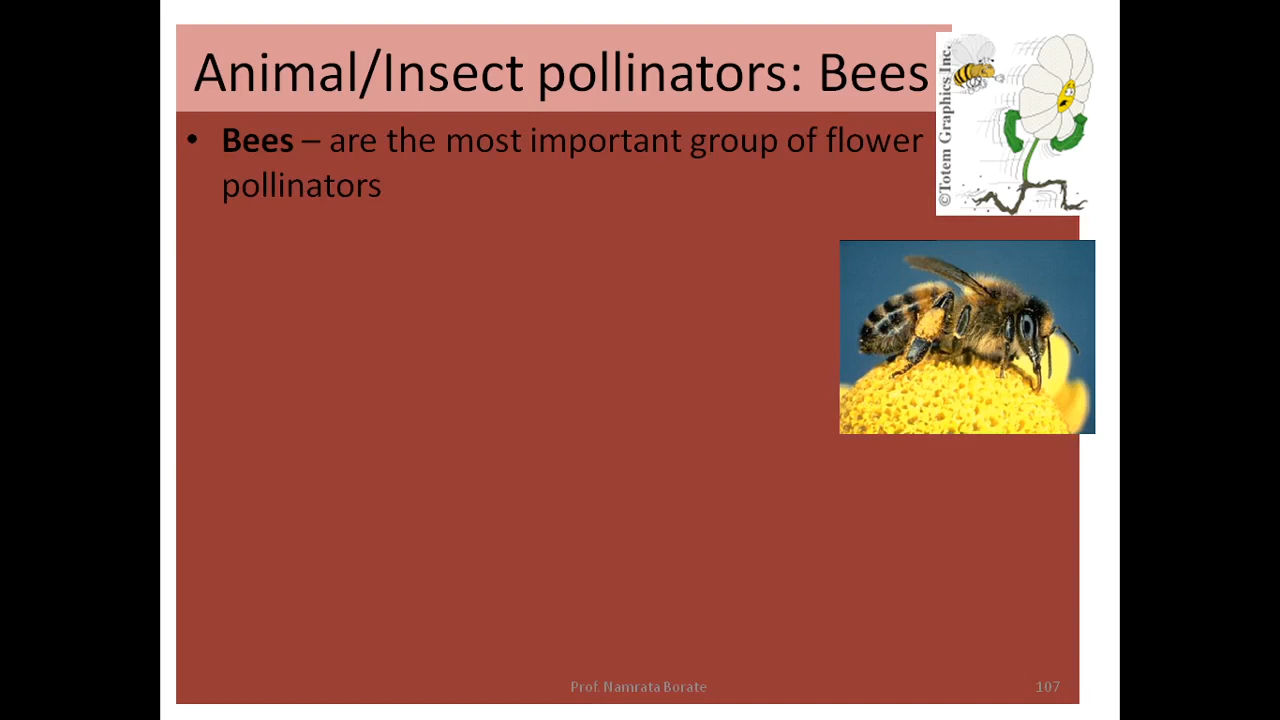 Animal/Insect pollinators: Bees
©Totem Graphics Inc.
• Bees – are the most important group of flower
pollinators
Prof. Namrata Borate
107